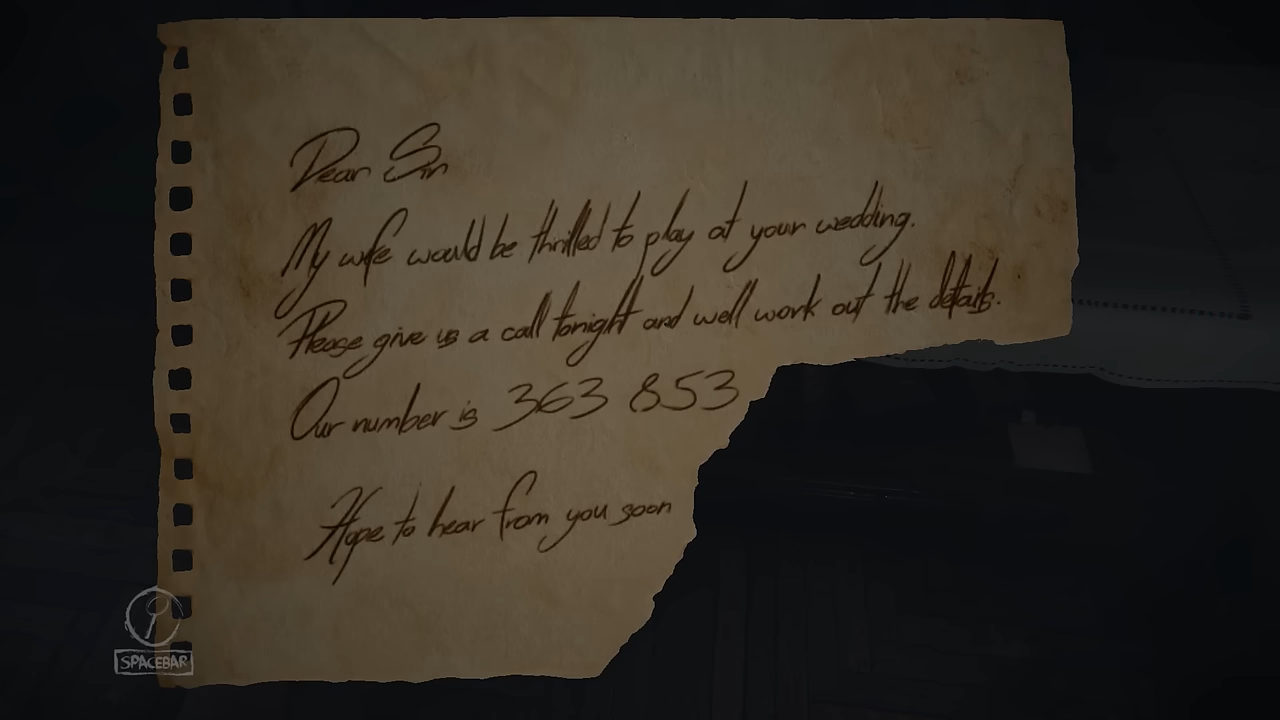 Dear Sir
My wife would be thrilled to play at your wedding.
Please give us a call tonight and well work out the details.
Our number is 363 853
Hope to hear from you soon
SPACEBAR